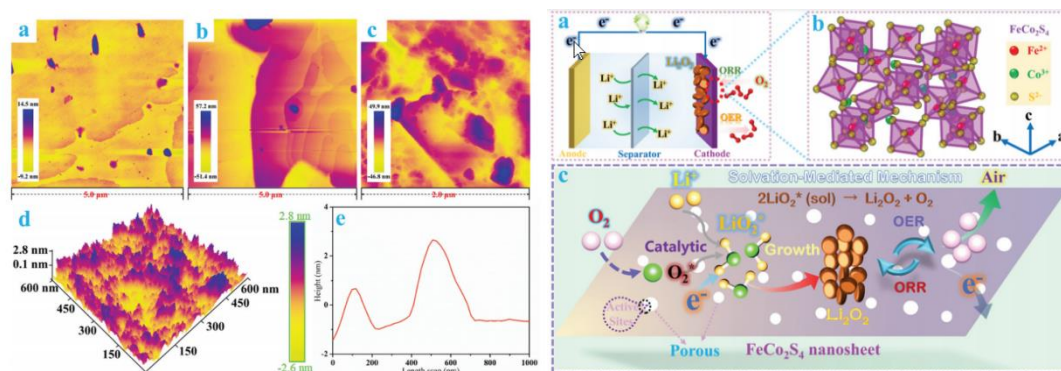 a
14.5 nm
-9.2 nm
5.0 μm
b
57.2 nm
-51.4 nm
5.0 μm
c
49.9 nm
-46.8 nm
2.0 μm
d
2.8 nm
0.1 nm
600 nm
450
300
150
150
300
450
600 nm
2.8 nm
-2.6 nm
e
Height (nm)
4
2
0
-2
0 200 400 600 800 1000
Length scan (nm)
a
e⁻
e⁻
e⁻
e⁻
Li⁺
Li⁺
Li⁺
Li⁺
Li⁺
Li⁺
Li₂O₂
ORR
O₂
OER
Anode
Separator
Cathode
b
FeCo₂S₄
Fe²⁺
Co³⁺
S²⁻
c
b
a
c
Solvation-Mediated Mechanism
2LiO₂* (sol) → Li₂O₂ + O₂
Li⁺
Air
O₂
Catalytic
O₂*
LiO₂
Growth
e⁻
OER
ORR
Li₂O₂
e⁻
Active
Sites
Porous
FeCo₂S₄ nanosheet